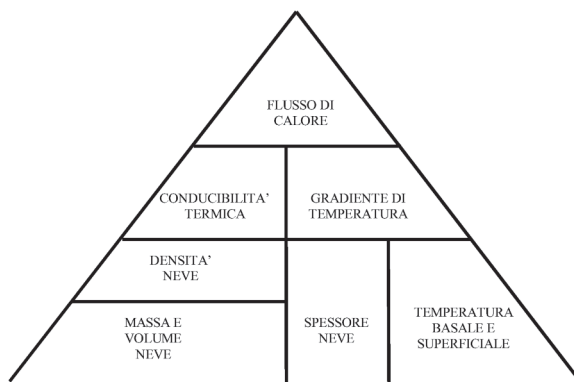 FLUSSO DI
CALORE
CONDUCIBILITA'
TERMICA
GRADIENTE DI
TEMPERATURA
DENSITA'
NEVE
MASSA E
VOLUME
NEVE
SPESSORE
NEVE
TEMPERATURA
BASALE E
SUPERFICIALE